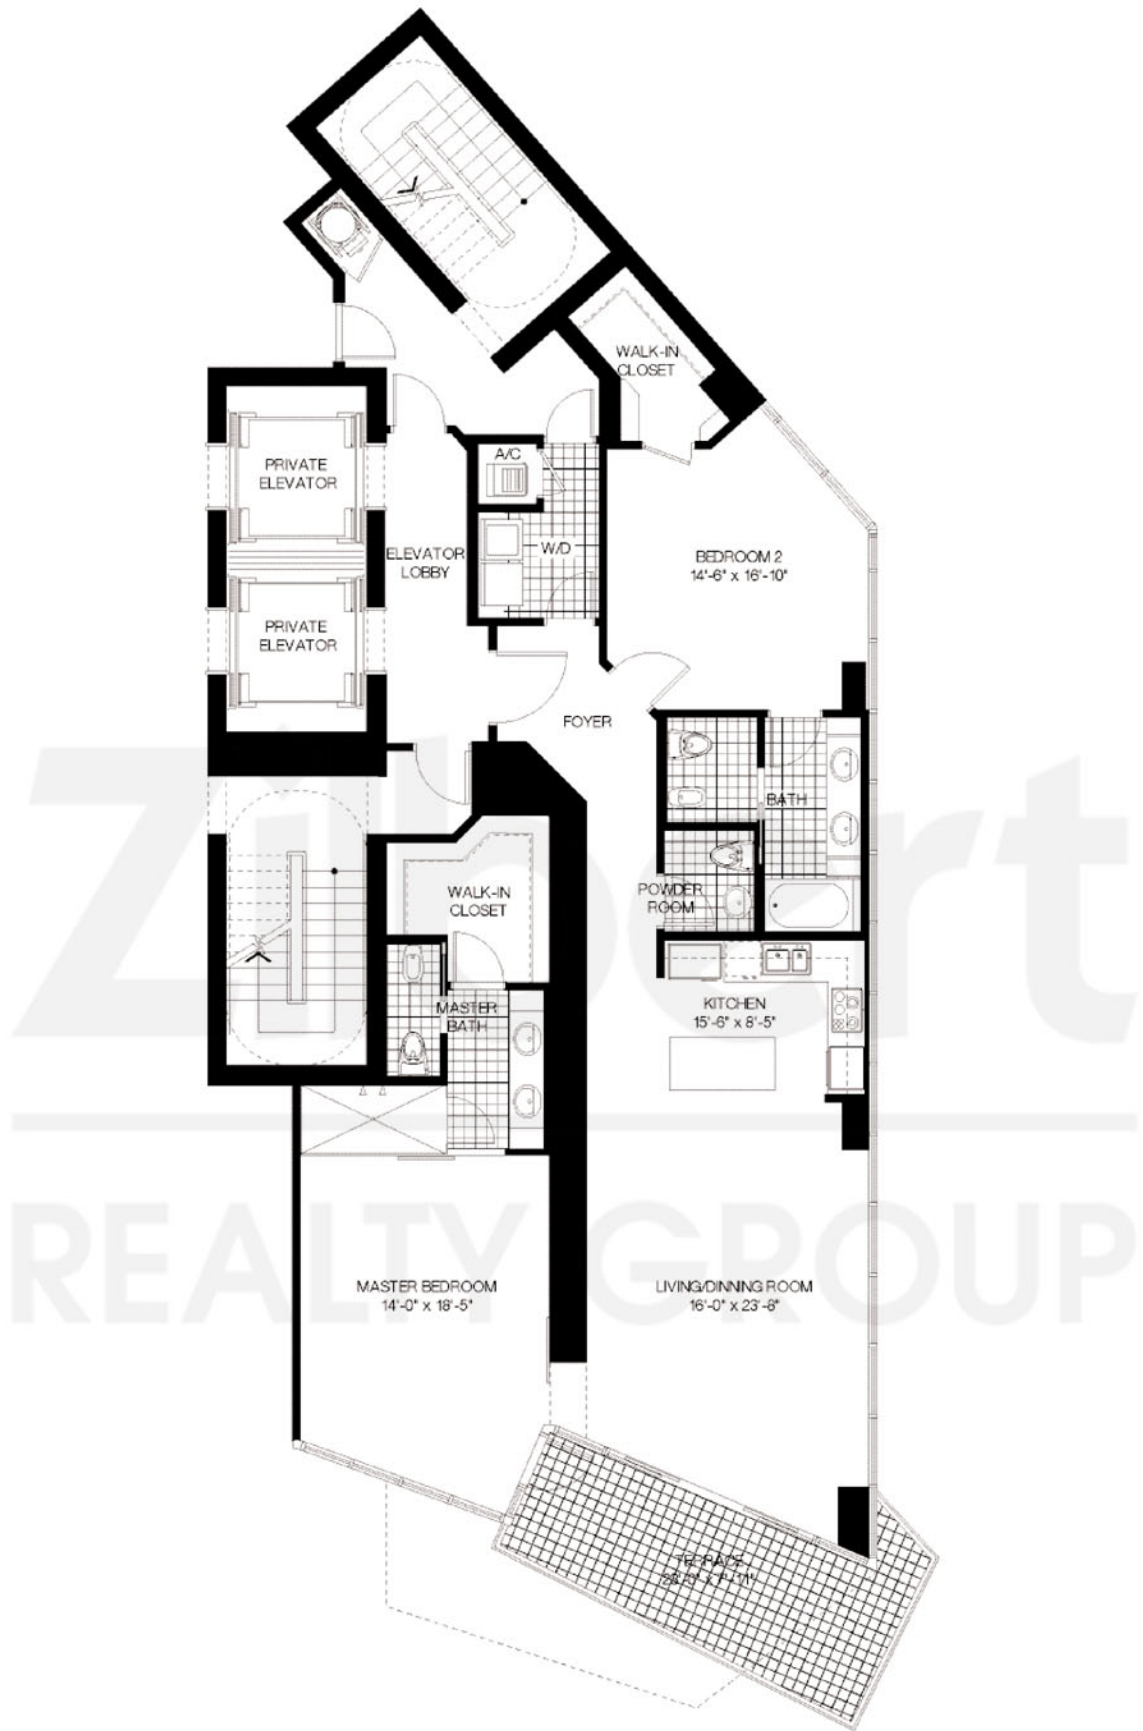 WALK-IN
CLOSET
PRIVATE
ELEVATOR
A/C
ELEVATOR
LOBBY
W/D
BEDROOM 2
14'-6" x 16'-10"
PRIVATE
ELEVATOR
FOYER
BATH
POWDER
ROOM
WALK-IN
CLOSET
MASTER
BATH
KITCHEN
15'-6" x 8'-5"
Zilbert
REALTY GROUP
MASTER BEDROOM
14'-0" x 18'-5"
LIVING/DINNING ROOM
16'-0" x 23'-8"
TERRACE